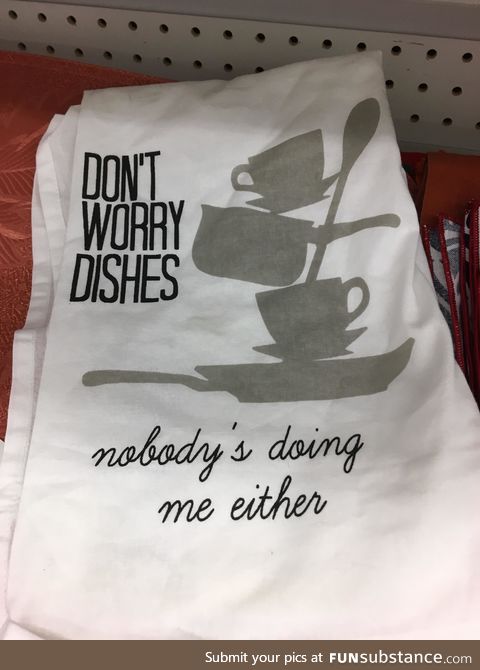 DON'T
WORRY
DISHES
nobody's doing
me either
Submit your pics at FUNsubstance.com